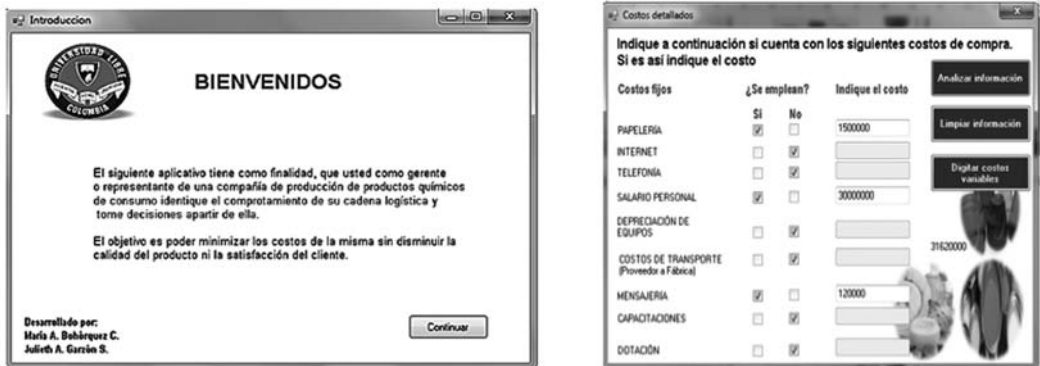 Introduccion
UNIVERSIDAD LIBRE
COLOMBIA
BIENVENIDOS
El siguiente aplicativo tiene como finalidad, que usted como gerente
o representante de una compañía de producción de productos químicos
de consumo identique el comprotamiento de su cadena logística y
tome decisiones apartir de ella.
El objetivo es poder minimizar los costos de la misma sin disminuir la
calidad del producto ni la satisfacción del cliente.
Desarrollado por:
Maria A. Bohórquez C.
Julieth A. Garzón S.
Continuar
Costos detallados
Indique a continuación si cuenta con los siguientes costos de compra.
Si es así indique el costo
Costos fijos ¿Se emplean? Indique el costo
Si No
PAPELERÍA 1500000
INTERNET
TELEFONÍA
SALARIO PERSONAL 30000000
DEPRECIACIÓN DE
EQUIPOS
COSTOS DE TRANSPORTE
(Proveedor a Fábrica)
MENSAJERÍA 120000
CAPACITACIONES
DOTACIÓN
Analizar información
Limpiar información
Digitar costos
variables
31620000